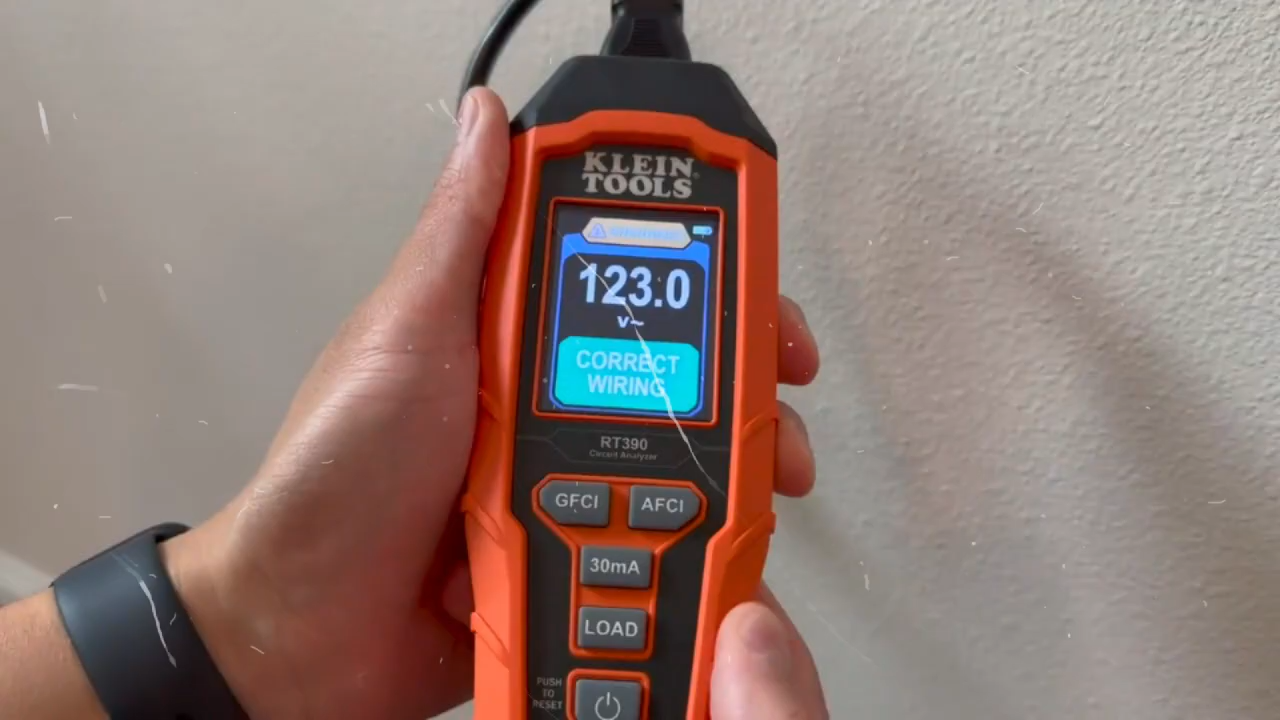 KLEIN
TOOLS®
123.0
V~
CORRECT
WIRING
RT390
Circuit Analyzer
GFCI
AFCI
30mA
LOAD
PUSH
TO
RESET